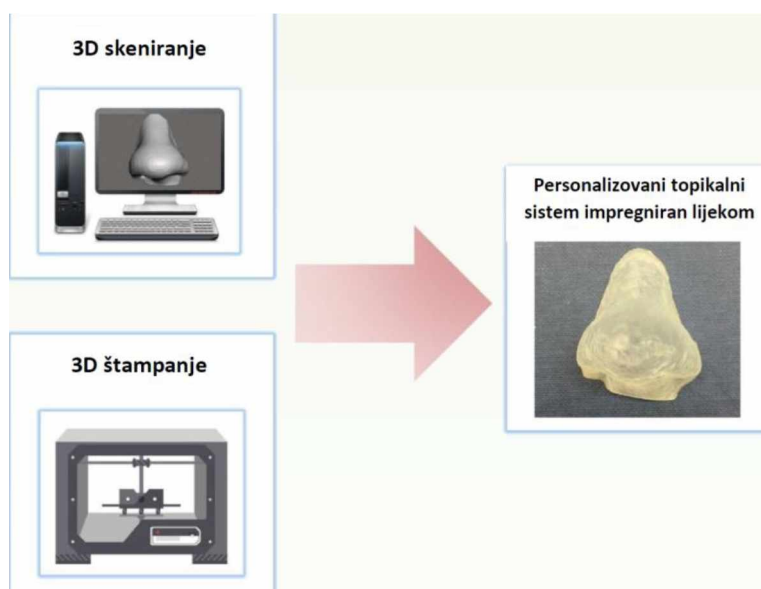 3D skeniranje
3D štampanje
Personalizovani topikalni
sistem impregniran lijekom